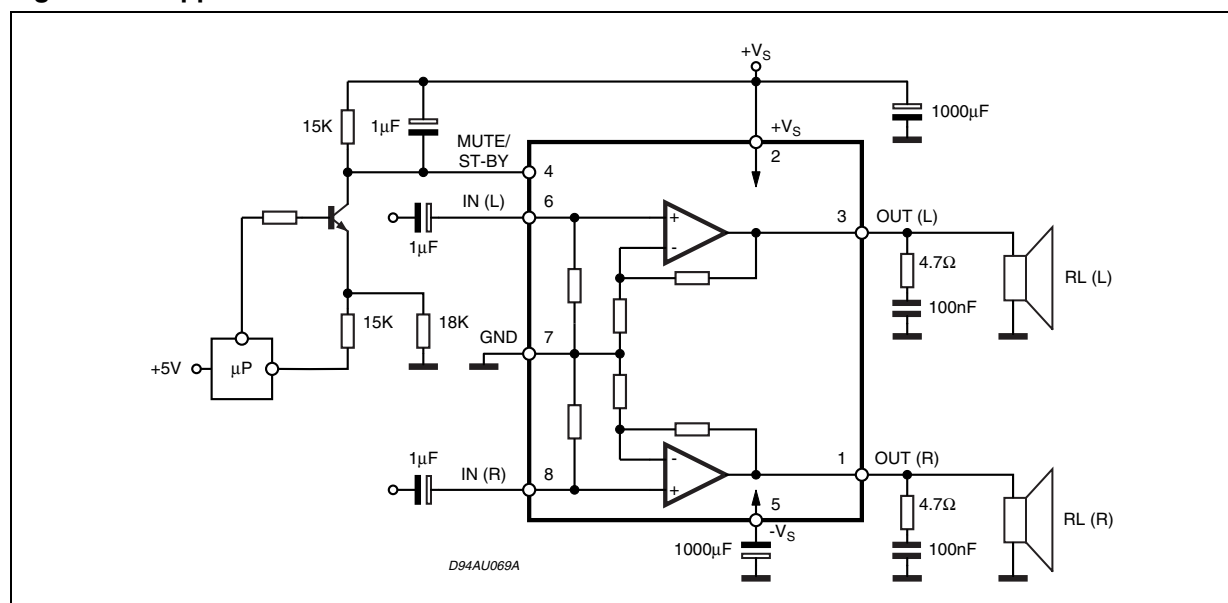 +VS
15K
1µF
1000µF
MUTE/
ST-BY
4
+VS
2
IN (L)
6
1µF
+
-
3
OUT (L)
4.7Ω
100nF
RL (L)
15K
18K
GND
7
+5V
µP
1µF
IN (R)
8
-
+
1
OUT (R)
4.7Ω
100nF
RL (R)
5
-VS
1000µF
D94AU069A